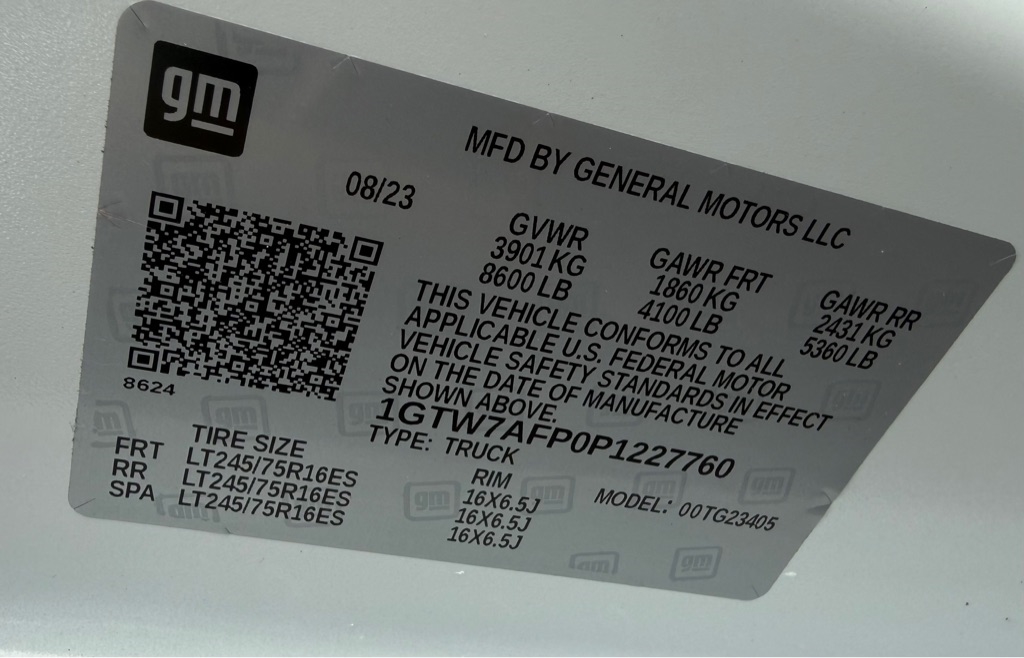 gm
MFD BY GENERAL MOTORS LLC
08/23
GVWR GAWR FRT GAWR RR
3901 KG 1860 KG 2431 KG
8600 LB 4100 LB 5360 LB
THIS VEHICLE CONFORMS TO ALL
APPLICABLE U.S. FEDERAL MOTOR
VEHICLE SAFETY STANDARDS IN EFFECT
ON THE DATE OF MANUFACTURE
SHOWN ABOVE.
8624
1GTW7AFP0P1227760
TYPE: TRUCK MODEL: 00TG23405
TIRE SIZE RIM
FRT LT245/75R16ES 16X6.5J
RR LT245/75R16ES 16X6.5J
SPA LT245/75R16ES 16X6.5J